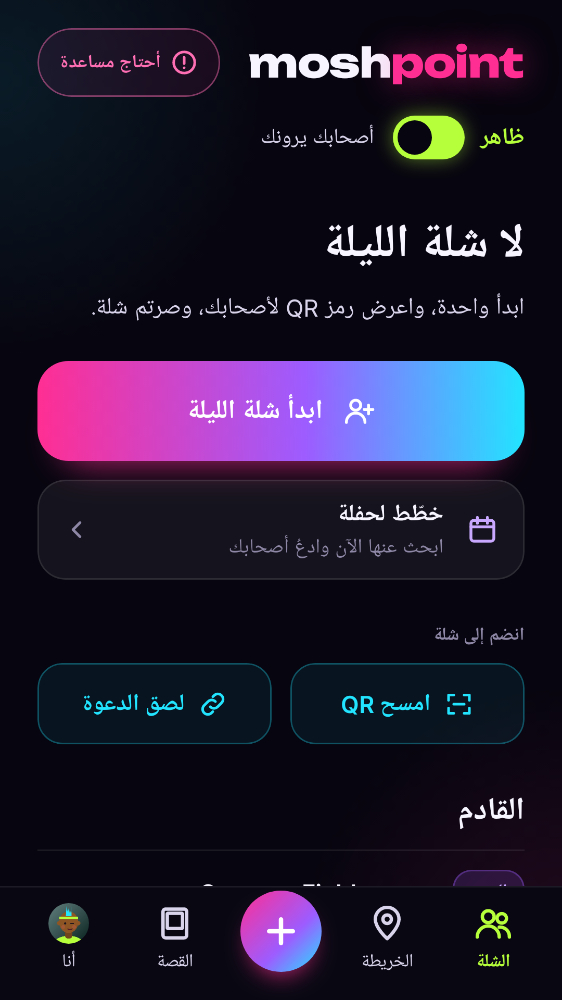 moshpoint
أحتاج مساعدة
ظاهر
أصحابك يرونك
لا شلة الليلة
ابدأ واحدة، واعرض رمز QR لأصحابك، وصرتم شلة.
ابدأ شلة الليلة
خطّط لحفلة
ابحث عنها الآن وادعُ أصحابك
انضم إلى شلة
امسح QR
لصق الدعوة
القادم
الشلة
الخريطة
القصة
أنا